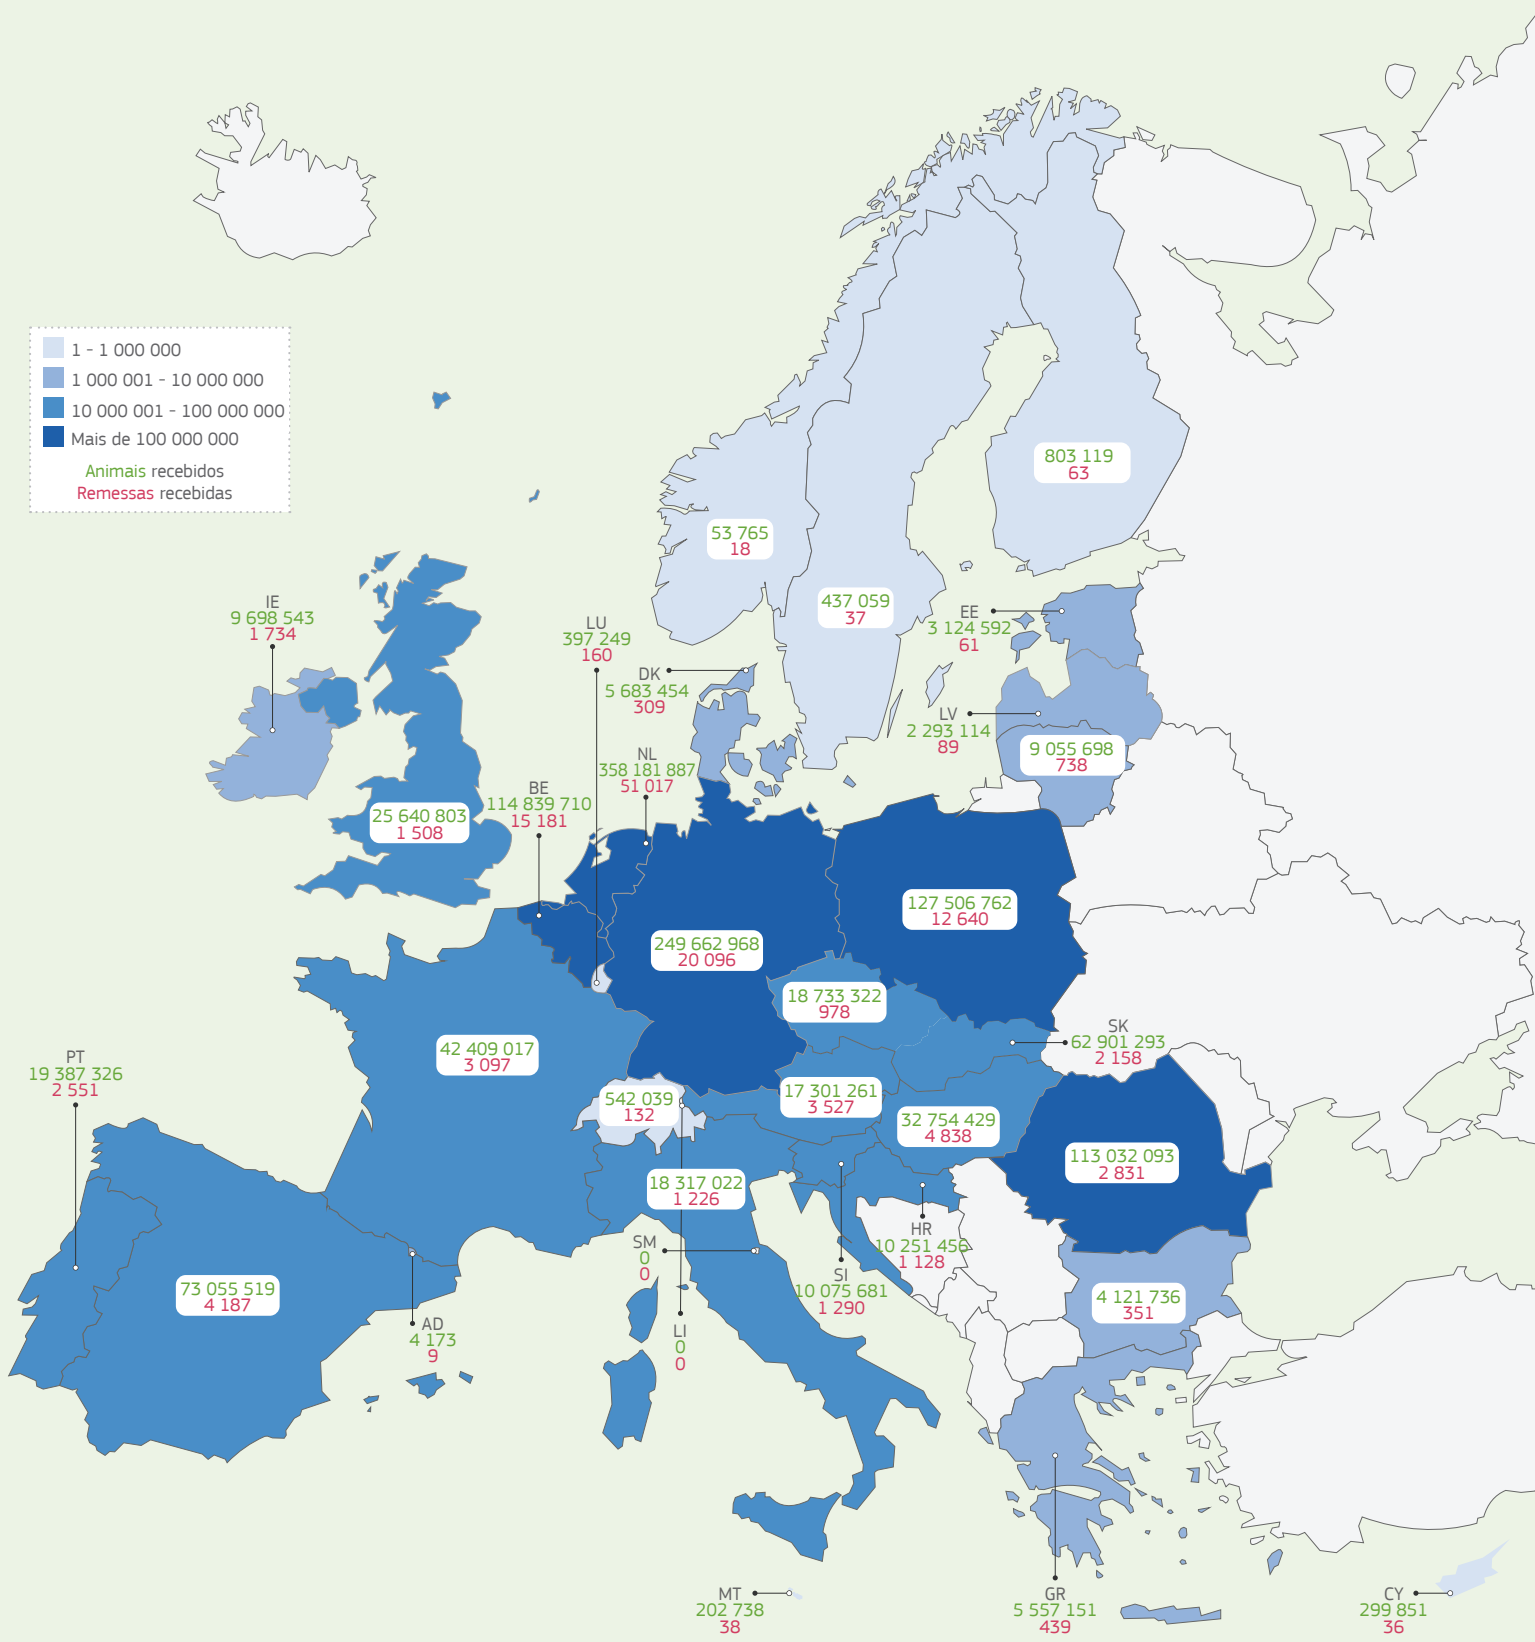 1 - 1 000 000
1 000 001 - 10 000 000
10 000 001 - 100 000 000
Mais de 100 000 000
Animais recebidos
Remessas recebidas
803 119
63
53 765
18
437 059
37
IE
9 698 543
1 734
LU
397 249
160
EE
3 124 592
61
DK
5 683 454
309
LV
2 293 114
89
9 055 698
738
NL
358 181 887
51 017
BE
114 839 710
15 181
25 640 803
1 508
127 506 762
12 640
249 662 968
20 096
18 733 322
978
SK
62 901 293
2 158
42 409 017
3 097
PT
19 387 326
2 551
542 039
132
17 301 261
3 527
32 754 429
4 838
113 032 093
2 831
18 317 022
1 226
HR
10 251 456
1 128
SM
0
0
SI
10 075 681
1 290
73 055 519
4 187
4 121 736
351
AD
4 173
9
LI
0
0
MT
202 738
38
GR
5 557 151
439
CY
299 851
36